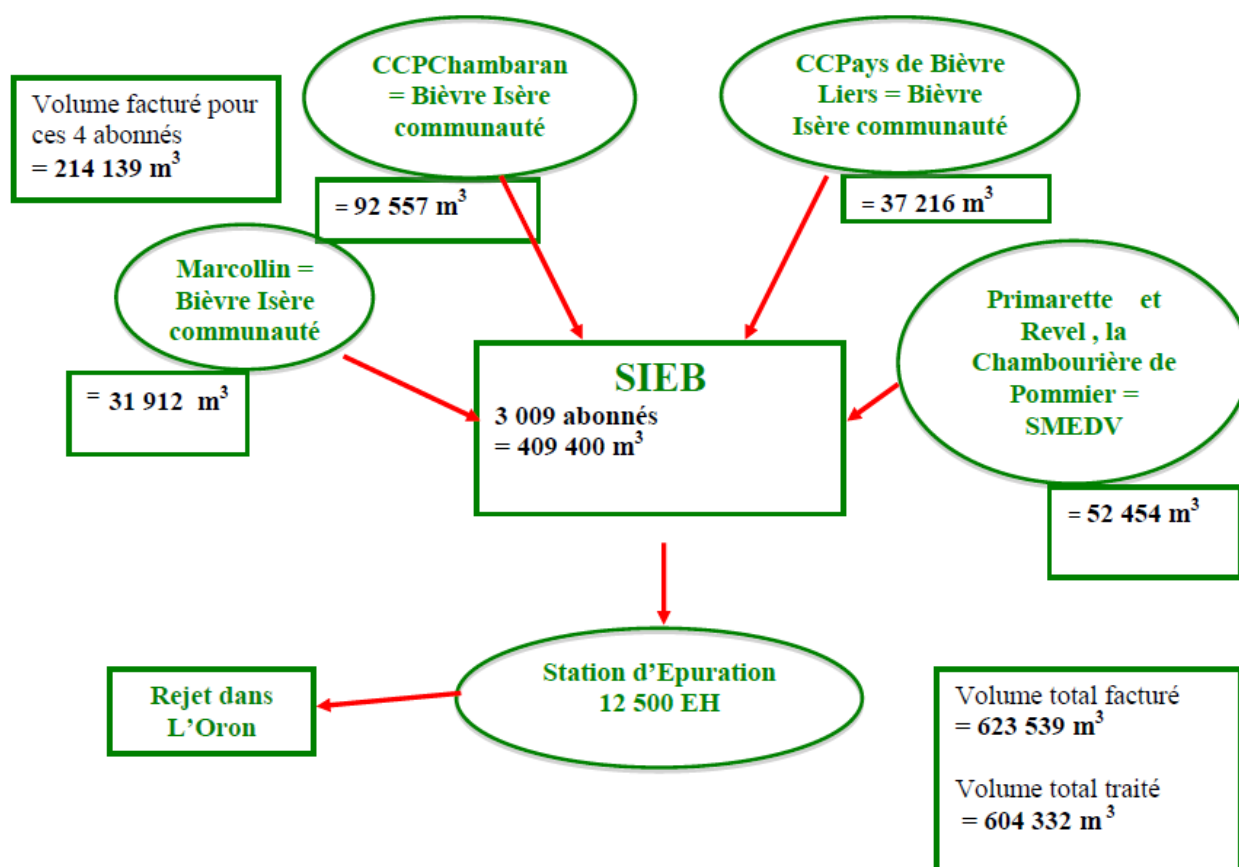 CCPChambaran
= Bièvre Isère
communauté
CCPays de Bièvre
Liers = Bièvre
Isère communauté
Volume facturé pour
ces 4 abonnés
= 214 139 m³
= 92 557 m³
= 37 216 m³
Marcollin =
Bièvre Isère
communauté
= 31 912 m³
Primarette et
Revel , la
Chambourière de
Pommier =
SMEDV
= 52 454 m³
SIEB
3 009 abonnés
= 409 400 m³
Station d’Epuration
12 500 EH
Rejet dans
L’Oron
Volume total facturé
= 623 539 m³
Volume total traité
= 604 332 m³